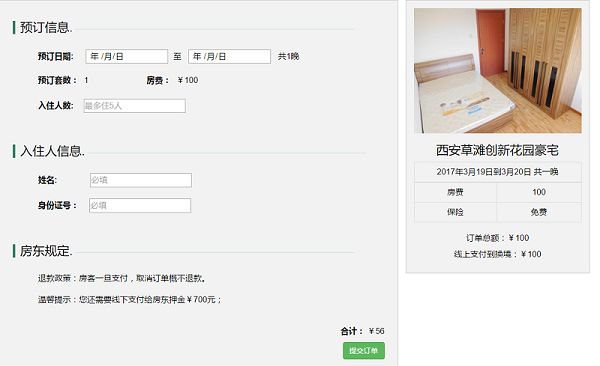 预订信息.
预订日期: 年 /月/日 至 年 /月/日 共1晚
预订套数： 1 房费： ￥100
入住人数: 最多住5人
入住人信息.
姓名: 必填
身份证号： 必填
房东规定.
退款政策：房客一旦支付，取消订单概不退款。
温馨提示：您还需要线下支付给房东押金￥700元；
合计： ￥56
提交订单
西安草滩创新花园豪宅
2017年3月19日到3月20日 共一晚
房费 100
保险 免费
订单总额：￥100
线上支付到换境：￥100